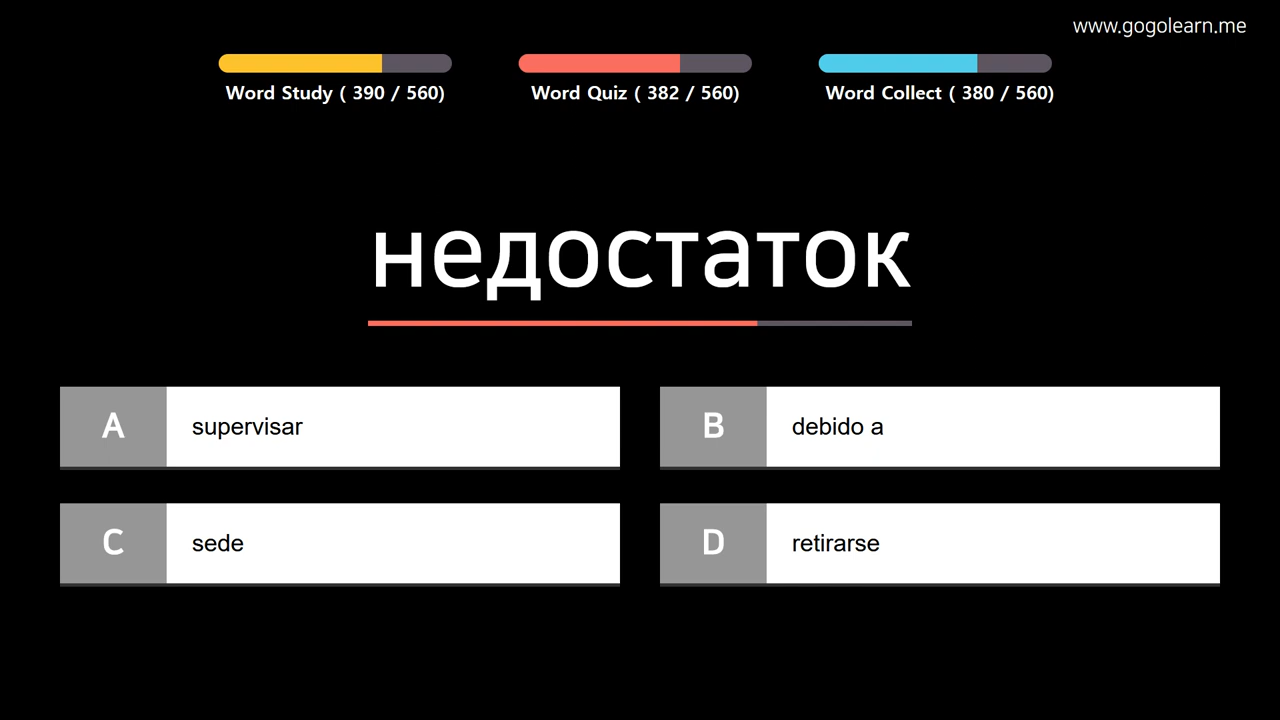 www.gogolearn.me
Word Study ( 390 / 560)
Word Quiz ( 382 / 560)
Word Collect ( 380 / 560)
недостаток
A supervisar
B debido a
C sede
D retirarse